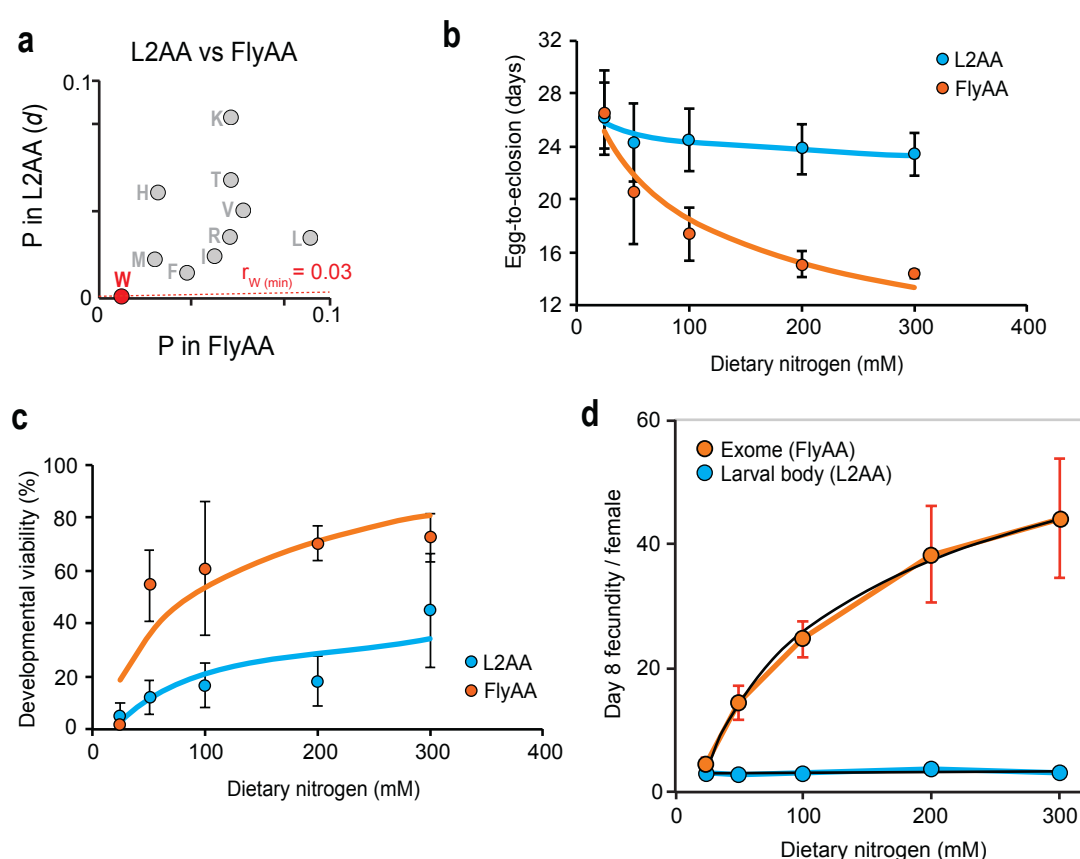 a
L2AA vs FlyAA
P in L2AA (d)
0.1
0
K
T
H
V
R
L
I
M
F
W
r W (min) = 0.03
0
0.1
P in FlyAA
b
Egg-to-eclosion (days)
32
28
24
20
16
12
L2AA
FlyAA
0
100
200
300
400
Dietary nitrogen (mM)
c
Developmental viability (%)
100
80
60
40
20
0
L2AA
FlyAA
0
100
200
300
400
Dietary nitrogen (mM)
d
Day 8 fecundity / female
60
40
20
0
Exome (FlyAA)
Larval body (L2AA)
0
100
200
300
Dietary nitrogen (mM)